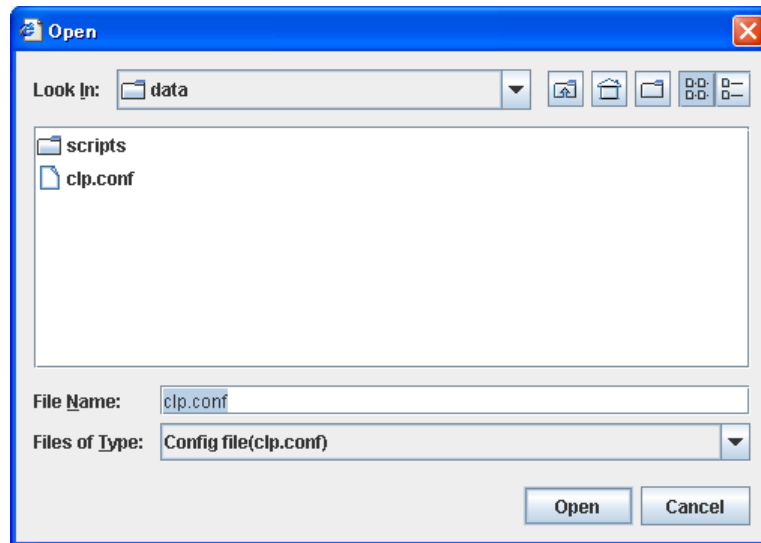 Open
Look In: data
scripts
clp.conf
File Name: clp.conf
Files of Type: Config file(clp.conf)
Open Cancel